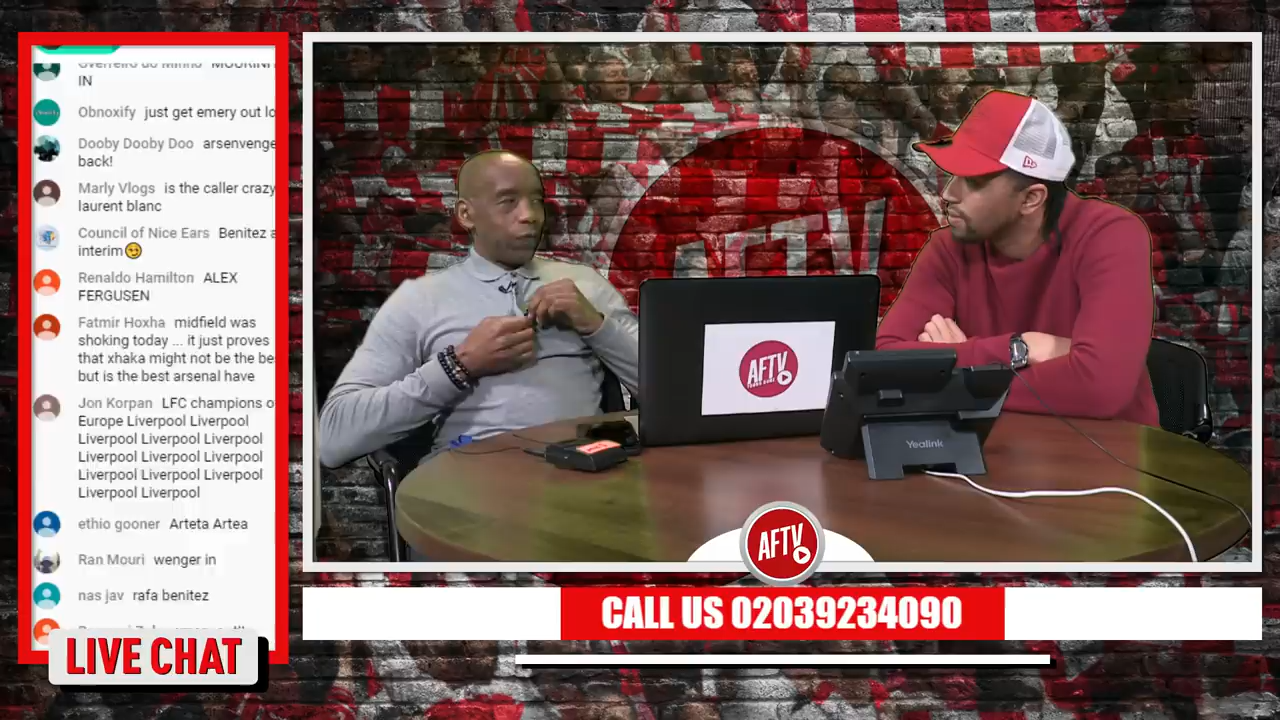 IN
Obnoxify just get emery out lo
Dooby Dooby Doo arsenvenge
back!
Marly Vlogs is the caller crazy
laurent blanc
Council of Nice Ears Benitez a
interim
Renaldo Hamilton ALEX
FERGUSEN
Fatmir Hoxha midfield was
shoking today ... it just proves
that xhaka might not be the be
but is the best arsenal have
Jon Korpan LFC champions o
Europe Liverpool Liverpool
Liverpool Liverpool Liverpool
Liverpool Liverpool Liverpool
Liverpool Liverpool Liverpool
Liverpool Liverpool
ethio gooner Arteta Artea
Ran Mouri wenger in
nas jav rafa benitez
LIVE CHAT
AFTV
AFTV
Yealink
AFTV
CALL US 02039234090